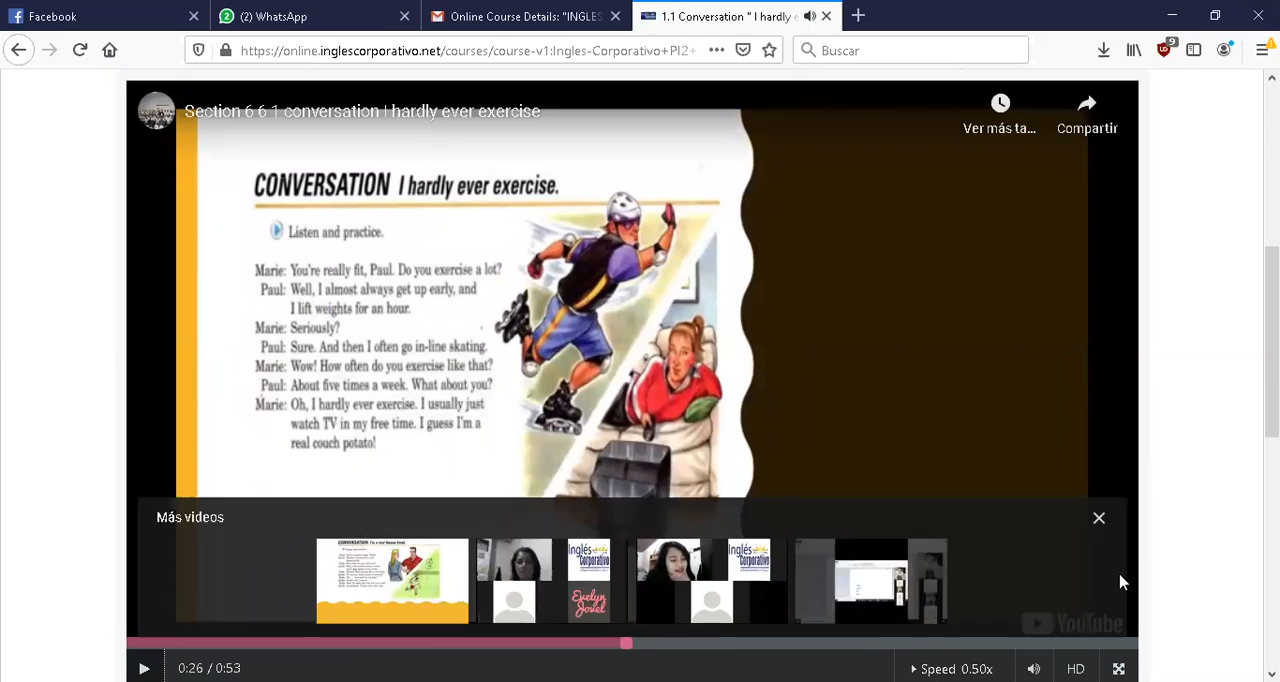 Facebook
(2) WhatsApp
Online Course Details: "INGLES
1.1 Conversation " I hardly e
https://online.inglescorporativo.net/courses/course-v1:Ingles-Corporativo+PI2+
Buscar
9
Section 6 6 1 conversation I hardly ever exercise
Ver más ta...
Compartir
CONVERSATION I hardly ever exercise.
Listen and practice.
Marie: You're really fit, Paul. Do you exercise a lot?
Paul: Well, I almost always get up early, and
I lift weights for an hour.
Marie: Seriously?
Paul: Sure. And then I often go in-line skating.
Marie: Wow! How often do you exercise like that?
Paul: About five times a week. What about you?
Marie: Oh, I hardly ever exercise. I usually just
watch TV in my free time. I guess I'm a
real couch potato!
Más videos
CONVERSATION
Inglés
Corporativo
Evelyn
Jovel
Inglés
Corporativo
YouTube
0:26 / 0:53
Speed 0.50x
HD